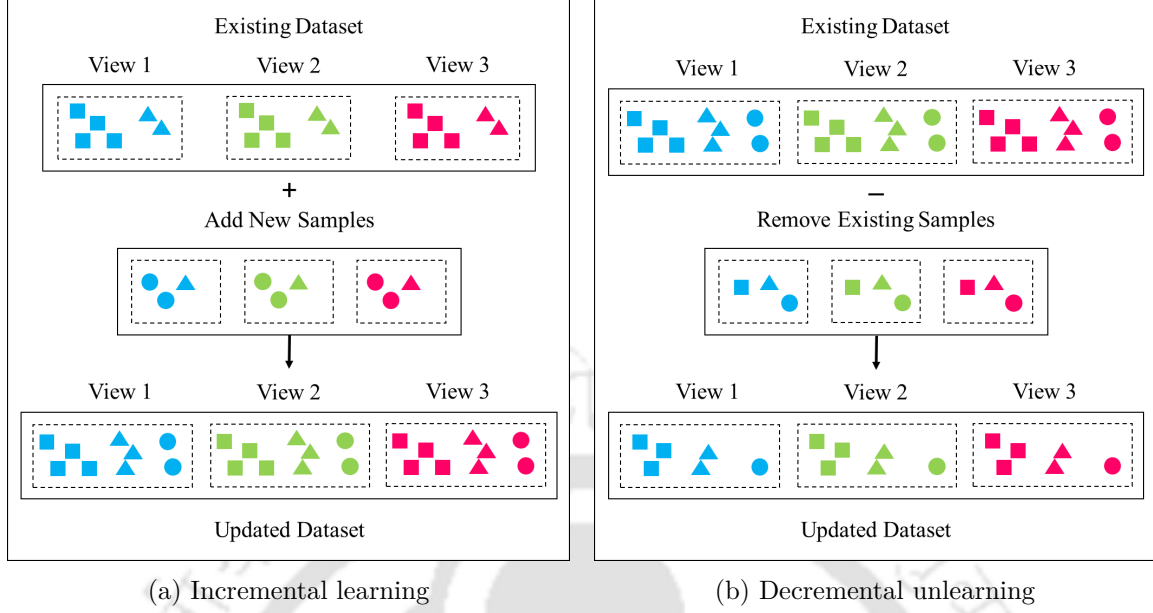 Existing Dataset
View 1 View 2 View 3
+
Add New Samples
View 1 View 2 View 3
Updated Dataset
(a) Incremental learning
Existing Dataset
View 1 View 2 View 3
−
Remove Existing Samples
View 1 View 2 View 3
Updated Dataset
(b) Decremental unlearning